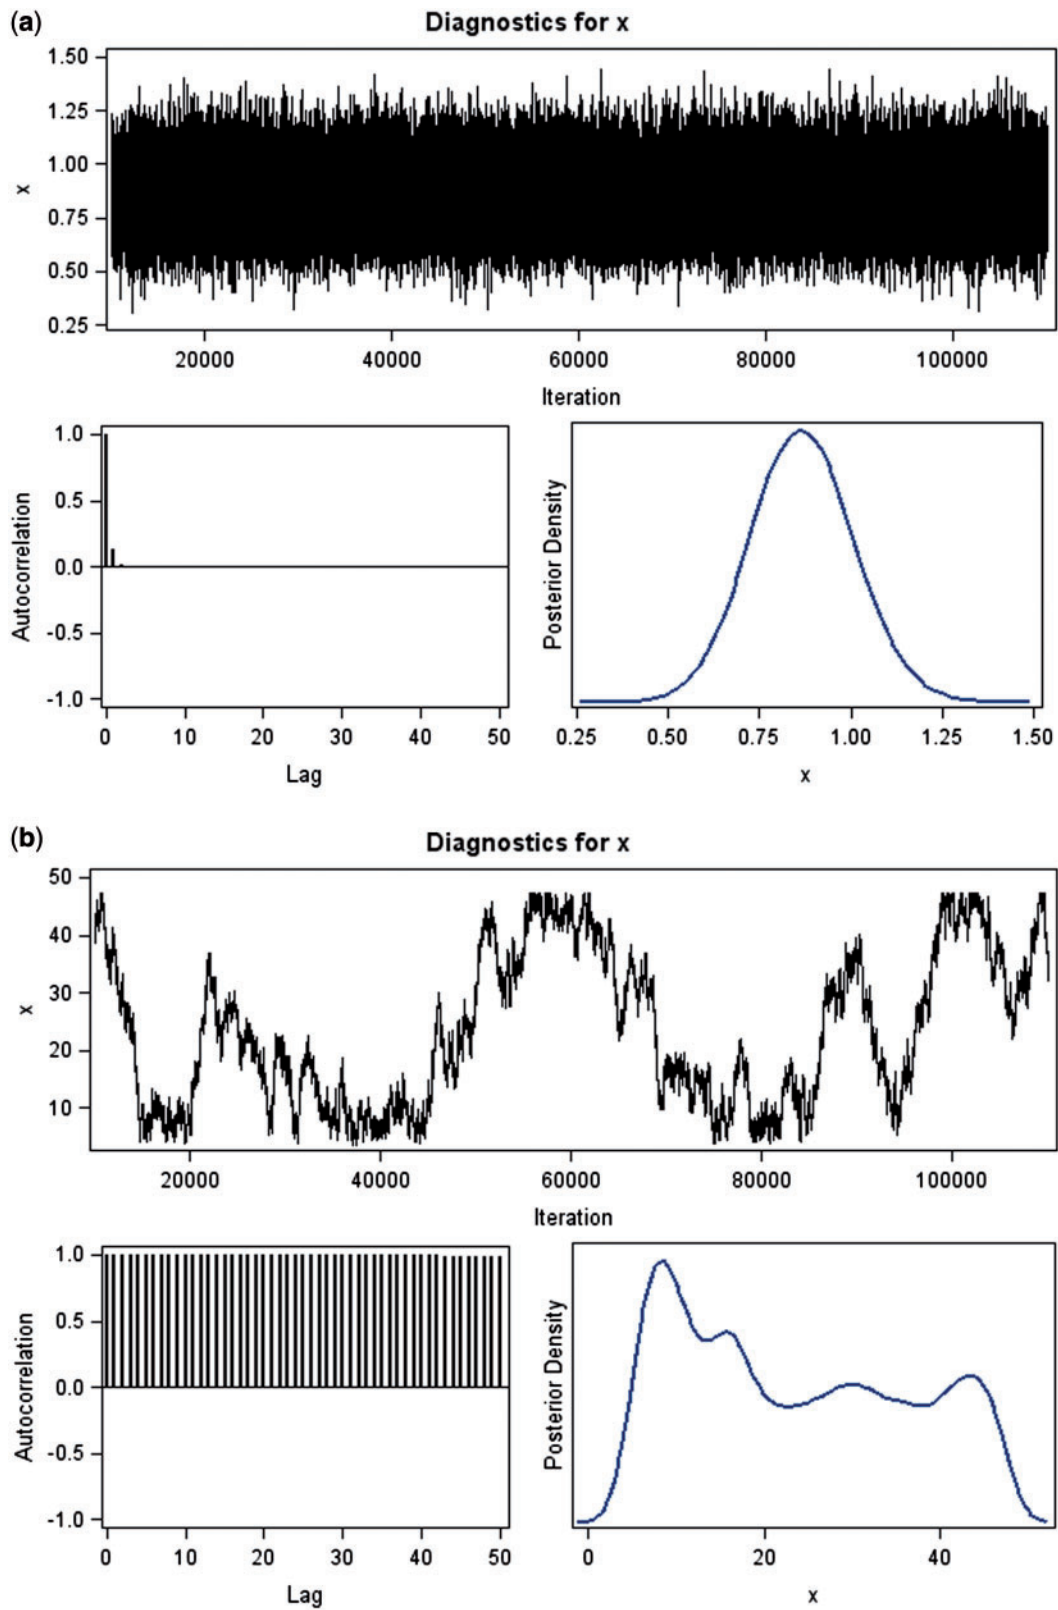 (a)
Diagnostics for x
1.50
1.25
1.00
0.75
0.50
0.25
x
20000 40000 60000 80000 100000
Iteration
1.0
0.5
0.0
-0.5
-1.0
Autocorrelation
0 10 20 30 40 50
Lag
Posterior Density
0.25 0.50 0.75 1.00 1.25 1.50
x
(b)
Diagnostics for x
50
40
30
20
10
x
20000 40000 60000 80000 100000
Iteration
1.0
0.5
0.0
-0.5
-1.0
Autocorrelation
0 10 20 30 40 50
Lag
Posterior Density
0 20 40
x